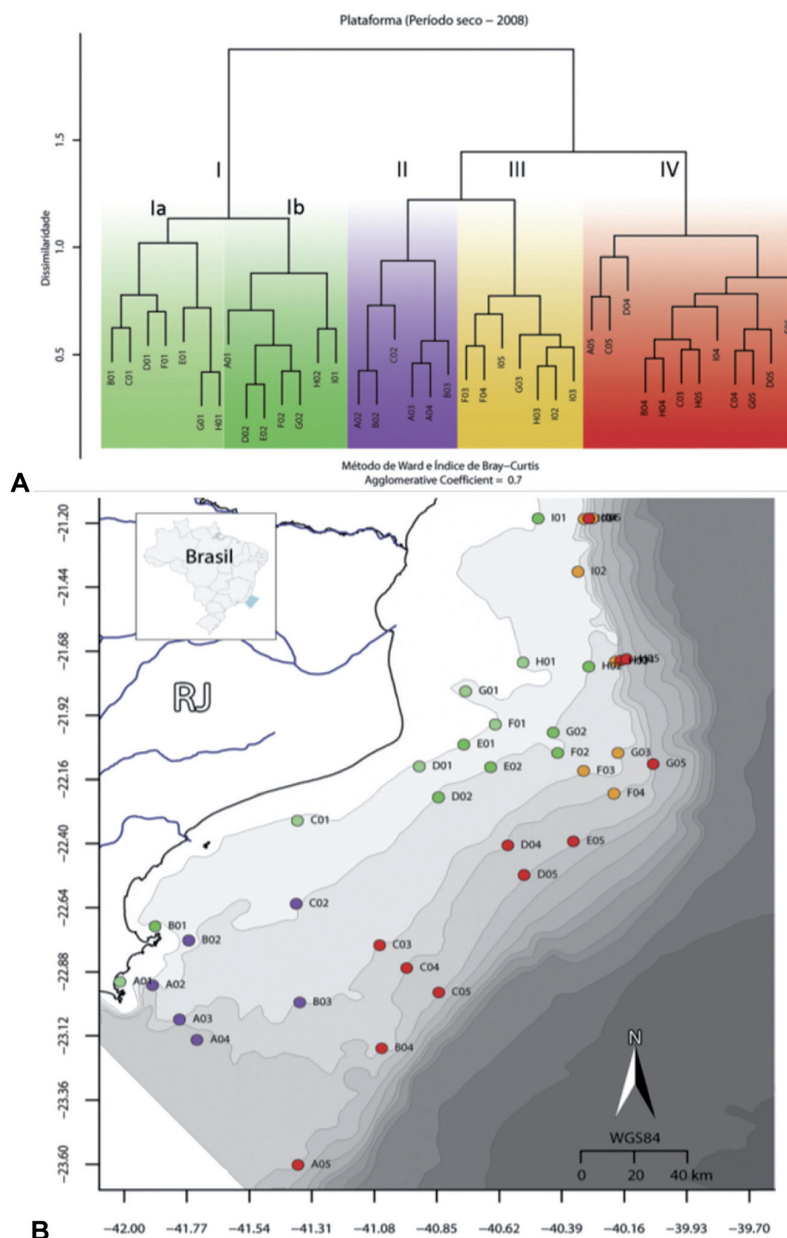 Plataforma (Período seco – 2008)
Dissimilaridade
1.5
1.0
0.5
I
II
III
IV
Ia
Ib
B01
C01
D01
F01
E01
G01
H01
A01
D02
E02
F02
G02
H02
I01
A02
B02
C02
A03
A04
B03
F03
F04
I05
G03
H03
I02
I03
A05
C05
D04
B04
H04
C03
H05
I04
C04
G05
D05
A
Método de Ward e Índice de Bray–Curtis
Agglomerative Coefficient = 0.7
−21.20
−21.44
−21.68
−21.92
−22.16
−22.40
−22.64
−22.88
−23.12
−23.36
−23.60
Brasil
RJ
I01
I02
H01
H02
H05
G01
F01
G02
E01
F02
G03
D01
E02
F03
G05
D02
F04
C01
D04
E05
D05
C02
B01
B02
C03
C04
A01
A02
C05
B03
A03
A04
B04
A05
N
WGS84
0 20 40 km
B
−42.00 −41.77 −41.54 −41.31 −41.08 −40.85 −40.62 −40.39 −40.16 −39.93 −39.70